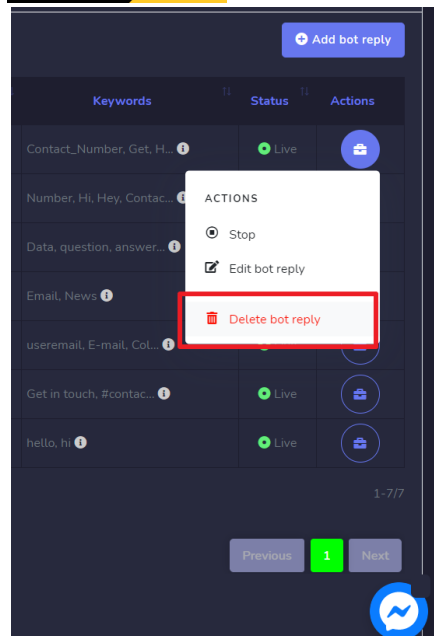 Add bot reply
Keywords Status Actions
Contact_Number, Get, H... Live
Number, Hi, Hey, Contac...
ACTIONS
Stop
Data, question, answer...
Edit bot reply
Email, News
Delete bot reply
useremail, E-mail, Col...
Get in touch, #contac... Live
hello, hi Live
1-7/7
Previous 1 Next